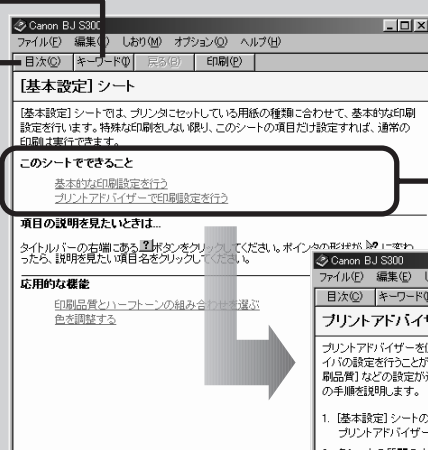 Canon BJ S300
ファイル(F) 編集(E) しおり(M) オプション(O) ヘルプ(H)
目次(C) キーワード(I) 戻る(B) 印刷(P)
[基本設定] シート
[基本設定] シートでは、プリンタにセットしている用紙の種類に合わせて、基本的な印刷
設定を行います。特殊な印刷をしない限り、このシートの項目だけ設定すれば、通常の
印刷は実行できます。
このシートでできること
基本的な印刷設定を行う
プリントアドバイザーで印刷設定を行う
項目の説明を見たいときは...
タイトルバーの右端にある ? ボタンをクリックしてください。ポインタの形状が ? に変わっ
たら、説明を見たい項目名をクリックしてください。
応用的な機能
印刷品質とハーフトーンの組み合わせを選ぶ
色を調整する
Canon BJ S300
ファイル(F) 編集(E)
目次(C) キーワード(I
プリントアドバイ
プリントアドバイザーを
イバの設定を行うことが
刷品質] などの設定が
の手順を説明します。
1. [基本設定] シートの
プリントアドバイザー